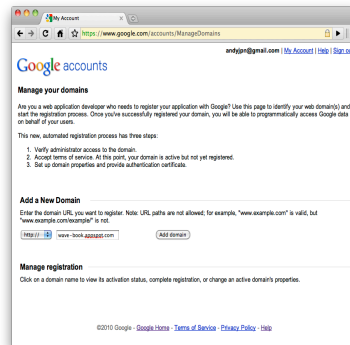 My Account
https://www.google.com/accounts/ManageDomains
andyjpn@gmail.com | My Account | Help | Sign ou
Google accounts
Manage your domains
Are you a web application developer who needs to register your application with Google? Use this page to identify your web domain(s) and
start the registration process. Once you've successfully registered your domain, you will be able to programmatically access Google data
on behalf of your users.
This new, automated registration process has three steps:
1. Verify administrator access to the domain.
2. Accept terms of service. At this point, your domain is active but not yet registered.
3. Set up domain properties and provide authentication certificate.
Add a New Domain
Enter the domain URL you want to register. Note: URL paths are not allowed; for example, "www.example.com" is valid, but
"www.example.com/example/" is not.
http:// wave-book.appspot.com Add domain
Manage registration
Click on a domain name to view its activation status, complete registration, or change an active domain's properties.
©2010 Google - Google Home - Terms of Service - Privacy Policy - Help